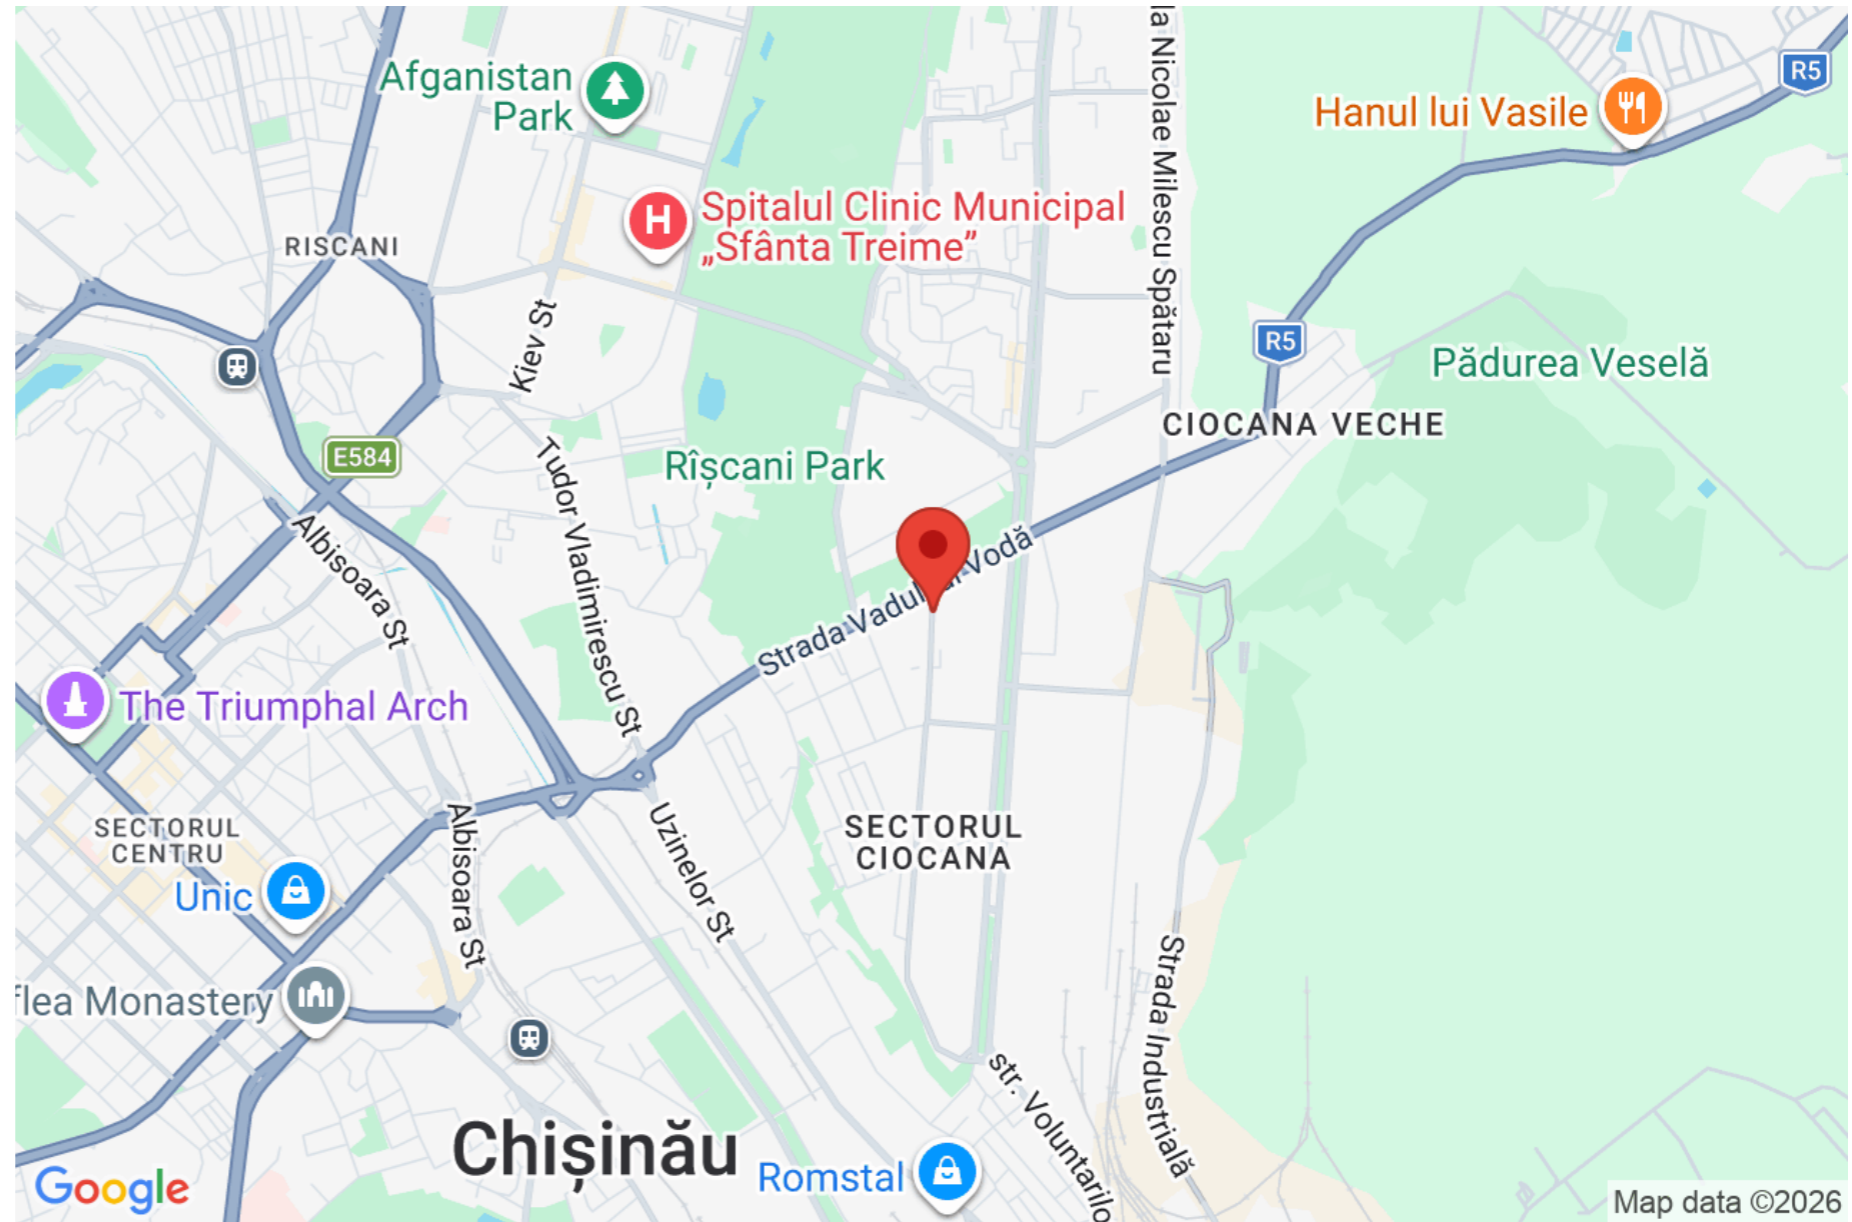 Afganistan
Park
la Nicolae Milescu Spătaru
R5
Hanul lui Vasile
Spitalul Clinic Municipal
„Sfânta Treime”
RISCANI
Kiev St
R5
Pădurea Veselă
CIOCANA VECHE
E584
Tudor Vladimirescu St
Rîșcani Park
Albisoara St
Strada Vadul lui Vodă
The Triumphal Arch
SECTORUL
CENTRU
Albisoara St
Uzinelor St
SECTORUL
CIOCANA
Unic
flea Monastery
Strada Industrială
str. Voluntarilo
Chișinău
Romstal
Google
Map data ©2026